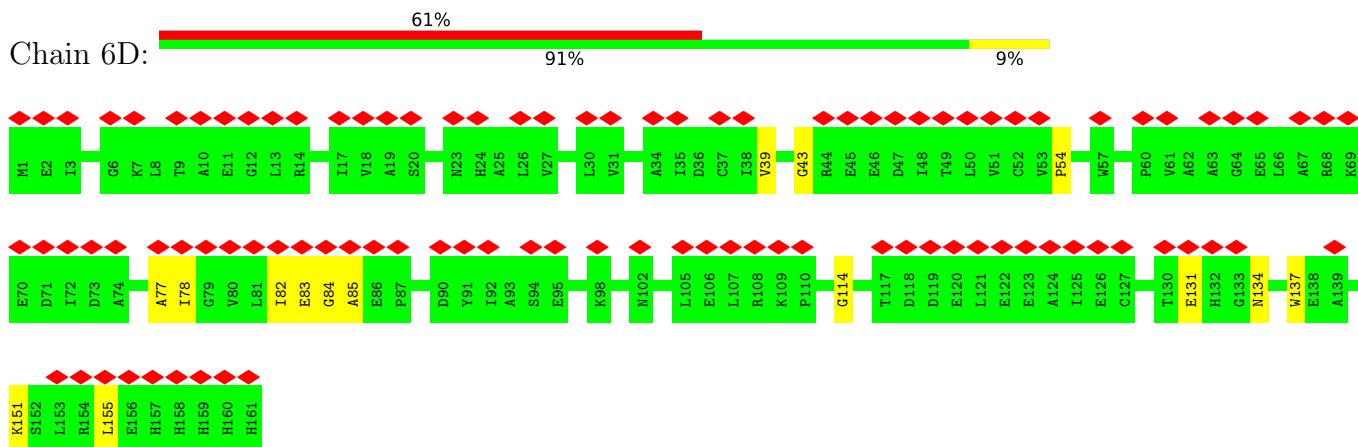 61%
Chain 6D:
91% 9%
M1 E2 I3 G6 K7 L8 T9 A10 E11 G12 L13 R14 I17 V18 A19 S20 N23 H24 A25 L26 V27 L30 V31 A34 I35 D36 C37 I38 V39 G43 R44 E45 E46 D47 I48 T49 L50 V51 C52 V53 P54 W57 P60 V61 A62 A63 G64 E65 L66 A67 R68 K69
E70 D71 I72 D73 A74 A77 I78 G79 V80 L81 I82 E83 G84 A85 E86 P87 D90 Y91 I92 A93 S94 E95 K98 N102 L105 E106 L107 R108 K109 P110 G114 T117 D118 D119 E120 L121 E122 E123 A124 I125 E126 C127 T130 E131 H132 G133 N134 W137 E138 A139
K151 S152 L153 R154 L155 E156 H157 H158 H159 H160 H161